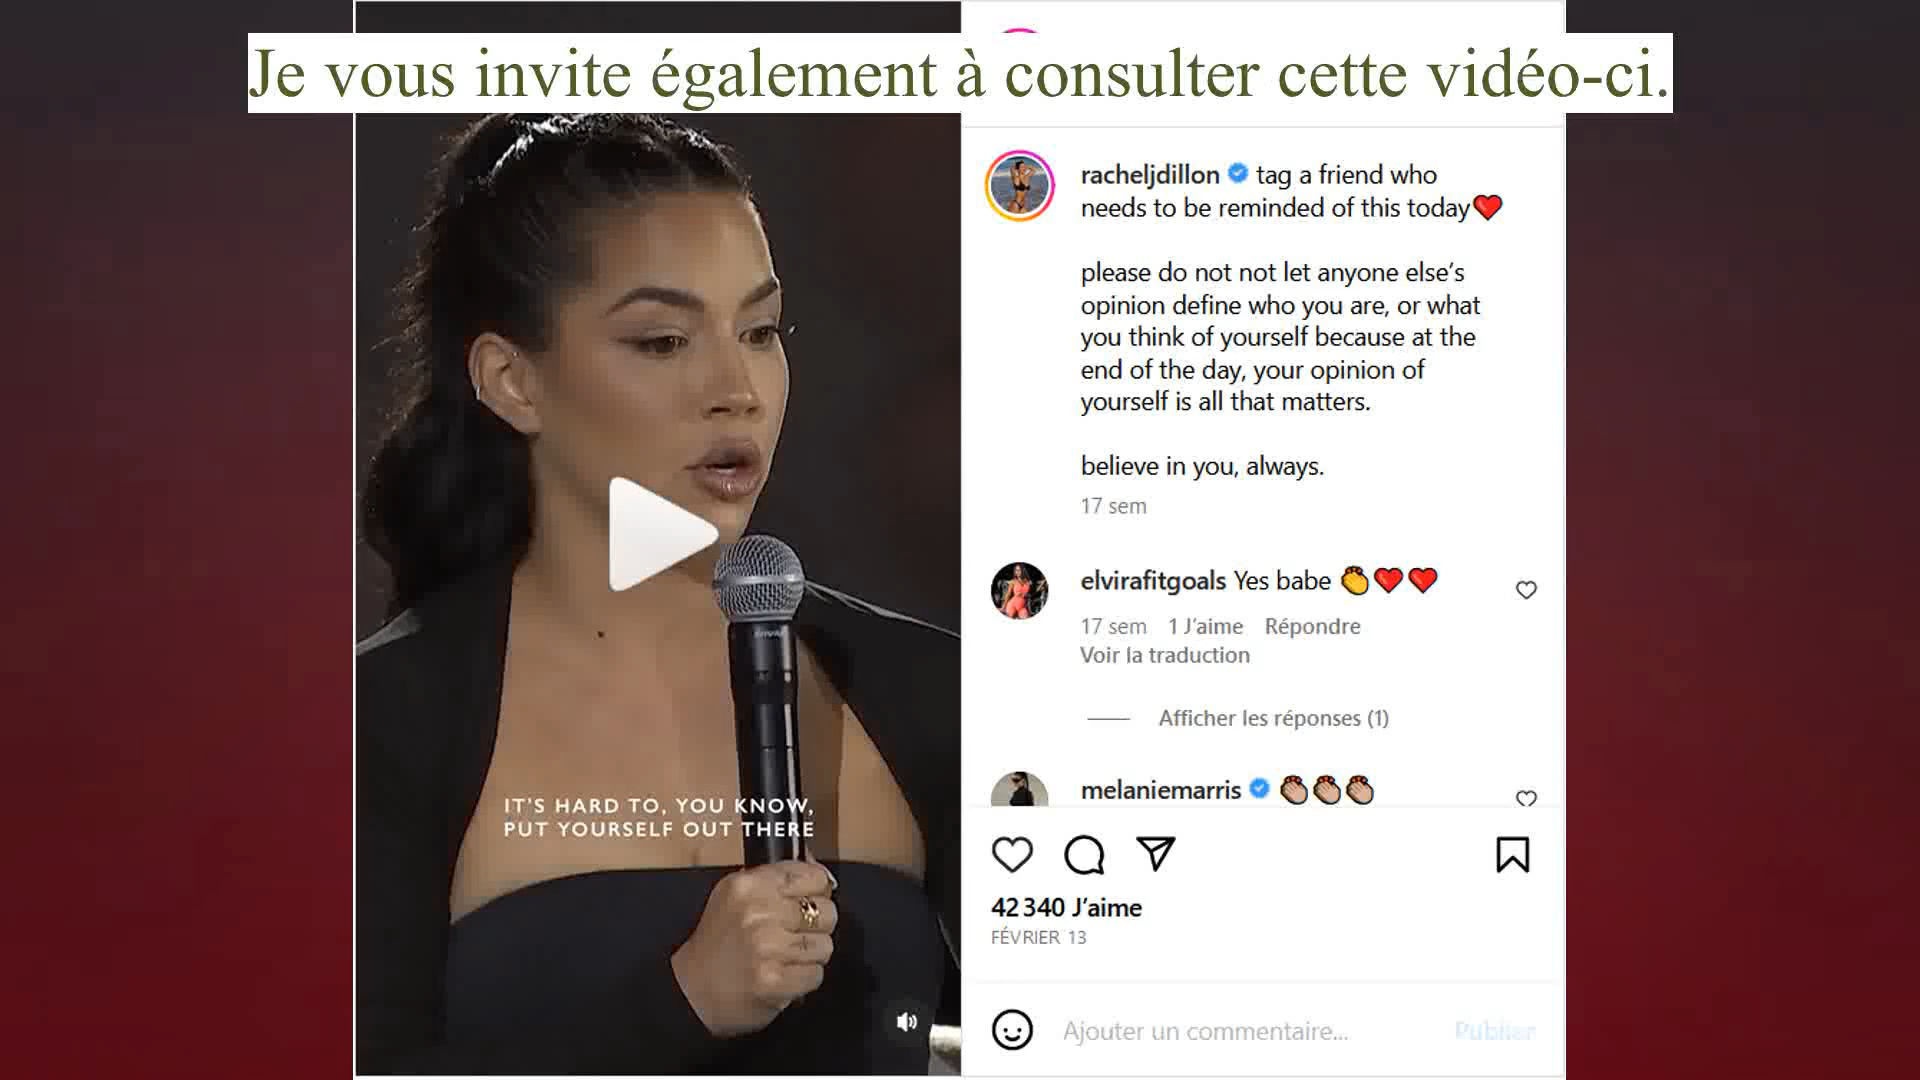 Je vous invite également à consulter cette vidéo-ci.
racheljdillon tag a friend who
needs to be reminded of this today❤️
please do not not let anyone else’s
opinion define who you are, or what
you think of yourself because at the
end of the day, your opinion of
yourself is all that matters.
believe in you, always.
17 sem
elvirafitgoals Yes babe 👏❤️❤️
17 sem 1 J’aime Répondre
Voir la traduction
Afficher les réponses (1)
melaniemarris 👏🏼👏🏼👏🏼
IT’S HARD TO, YOU KNOW,
PUT YOURSELF OUT THERE
42 340 J’aime
FÉVRIER 13
Ajouter un commentaire...
Publier